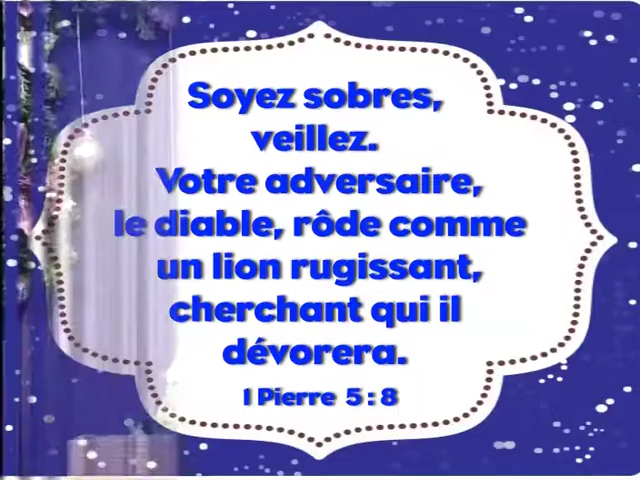 Soyez sobres,
veillez.
Votre adversaire,
le diable, rôde comme
un lion rugissant,
cherchant qui il
dévorera.
I Pierre 5 : 8